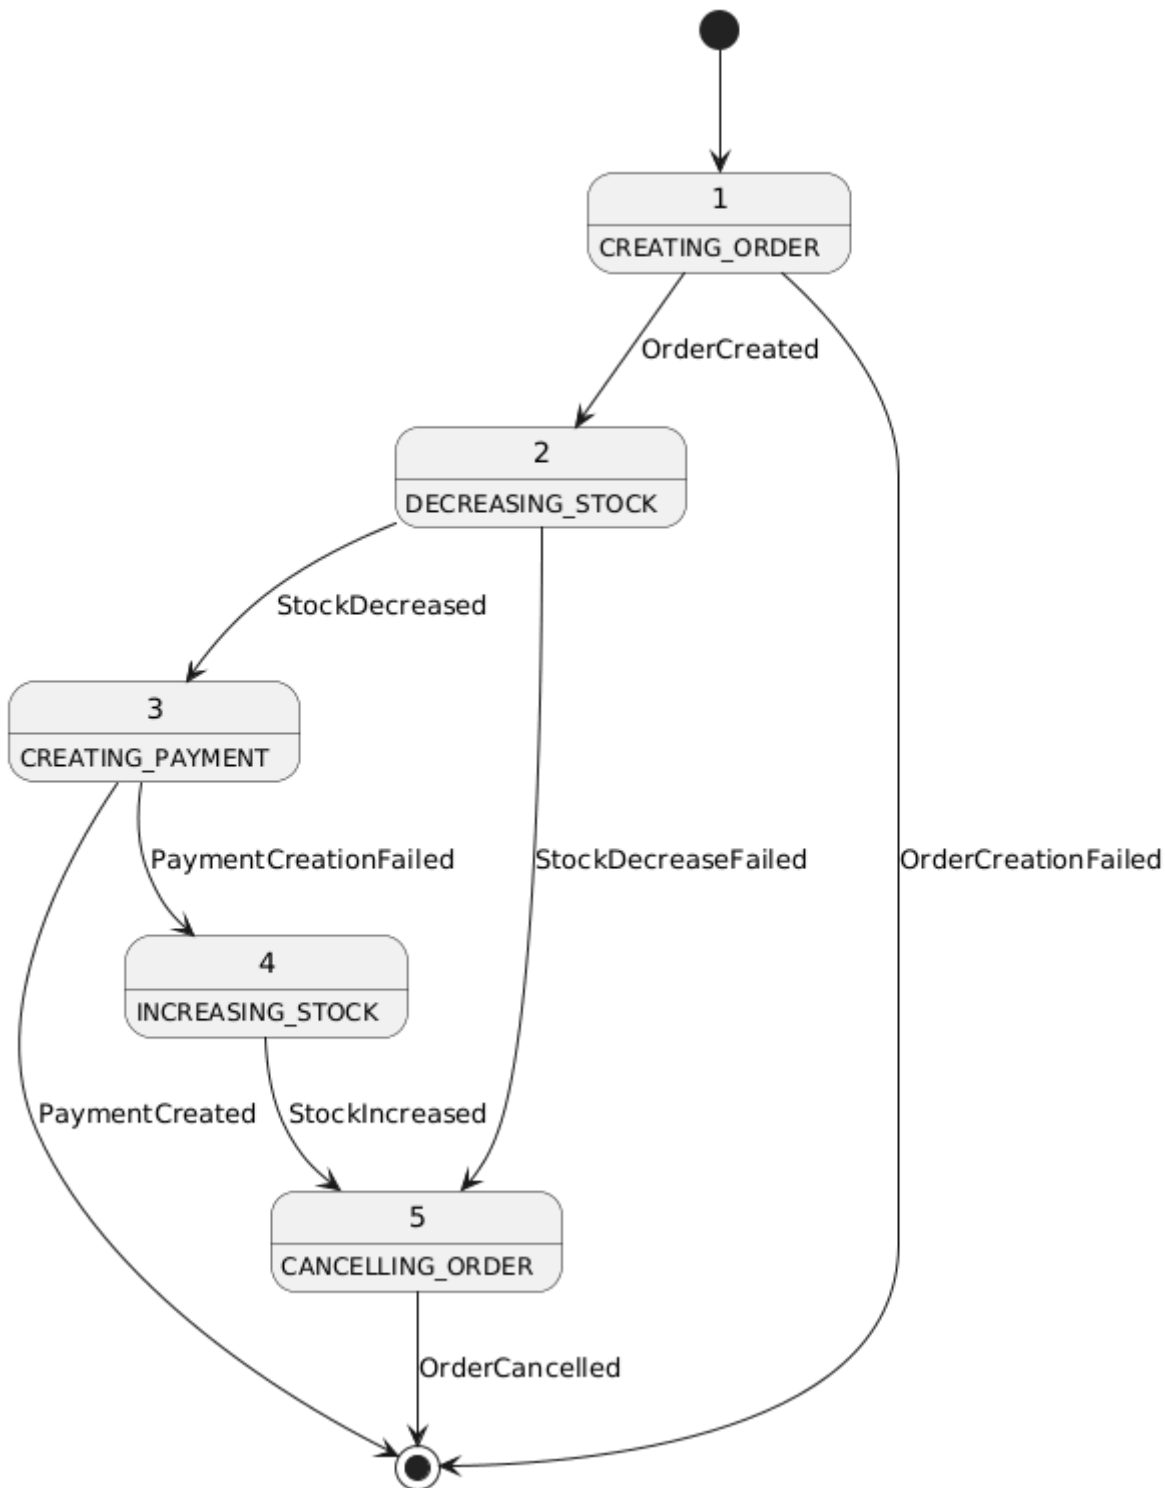 1
CREATING_ORDER
OrderCreated
2
DECREASING_STOCK
StockDecreased
3
CREATING_PAYMENT
PaymentCreationFailed
StockDecreaseFailed
OrderCreationFailed
4
INCREASING_STOCK
PaymentCreated
StockIncreased
5
CANCELLING_ORDER
OrderCancelled